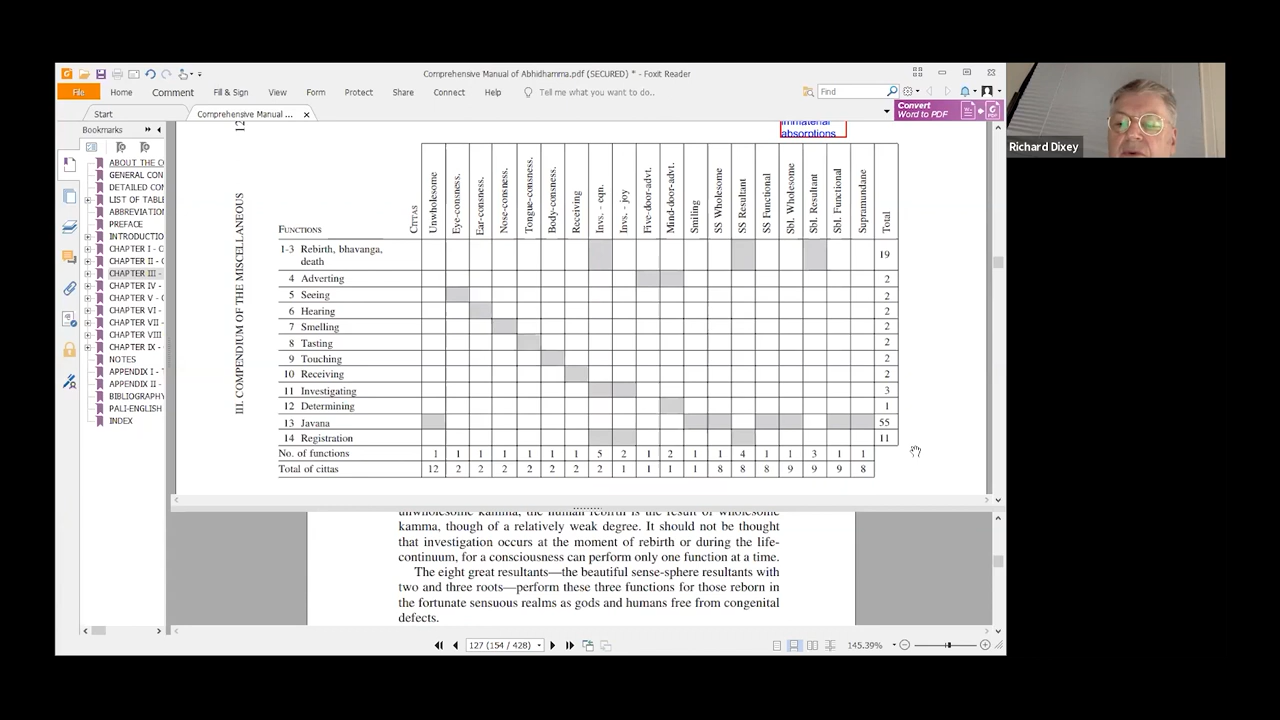 Comprehensive Manual of Abhidhamma.pdf (SECURED) * - Foxit Reader
File Home Comment Fill & Sign View Form Protect Share Connect Help Tell me what you want to do.. Find
Start Comprehensive Manual ... ×
Convert
Word to PDF
Bookmarks
ABOUT THE C
GENERAL CON
DETAILED CON
LIST OF TABLE
ABBREVIATION
PREFACE
INTRODUCTIO
CHAPTER I - C
CHAPTER II - C
CHAPTER III -
CHAPTER IV -
CHAPTER V - C
CHAPTER VI -
CHAPTER VII -
CHAPTER VIII
CHAPTER IX - C
NOTES
APPENDIX I - T
APPENDIX II -
BIBLIOGRAPHY
PALI-ENGLISH
INDEX
immaterial
absorptions
12
III. COMPENDIUM OF THE MISCELLANEOUS
FUNCTIONS CITTAS Unwholesome Eye-consness. Ear-consness. Nose-consness. Tongue-consness. Body-consness. Receiving Invs. - eqn. Invs. - joy Five-door-advt. Mind-door-advt. Smiling SS Wholesome SS Resultant SS Functional Sbl. Wholesome Sbl. Resultant Sbl. Functional Supramundane Total
1-3 Rebirth, bhavanga, death 19
4 Adverting 2
5 Seeing 2
6 Hearing 2
7 Smelling 2
8 Tasting 2
9 Touching 2
10 Receiving 2
11 Investigating 3
12 Determining 1
13 Javana 55
14 Registration 11
No. of functions 1 1 1 1 1 1 1 5 2 1 2 1 1 4 1 1 3 1 1
Total of cittas 12 2 2 2 2 2 2 2 1 1 1 1 8 8 8 9 9 9 8
unwholesome kamma, the human rebirth is the result of wholesome
kamma, though of a relatively weak degree. It should not be thought
that investigation occurs at the moment of rebirth or during the life-
continuum, for a consciousness can perform only one function at a time.
The eight great resultants—the beautiful sense-sphere resultants with
two and three roots—perform these three functions for those reborn in
the fortunate sensuous realms as gods and humans free from congenital
defects.
127 (154 / 428) 145.39%
Richard Dixey